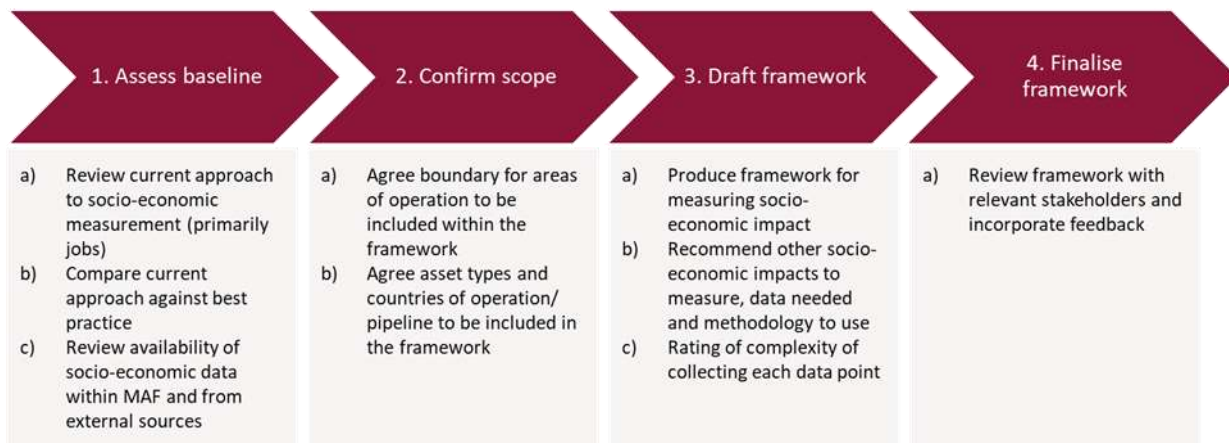 1. Assess baseline
a) Review current approach
to socio-economic
measurement (primarily
jobs)
b) Compare current
approach against best
practice
c) Review availability of
socio-economic data
within MAF and from
external sources
2. Confirm scope
a) Agree boundary for areas
of operation to be
included within the
framework
b) Agree asset types and
countries of operation/
pipeline to be included in
the framework
3. Draft framework
a) Produce framework for
measuring socio-
economic impact
b) Recommend other socio-
economic impacts to
measure, data needed
and methodology to use
c) Rating of complexity of
collecting each data point
4. Finalise
framework
a) Review framework with
relevant stakeholders and
incorporate feedback